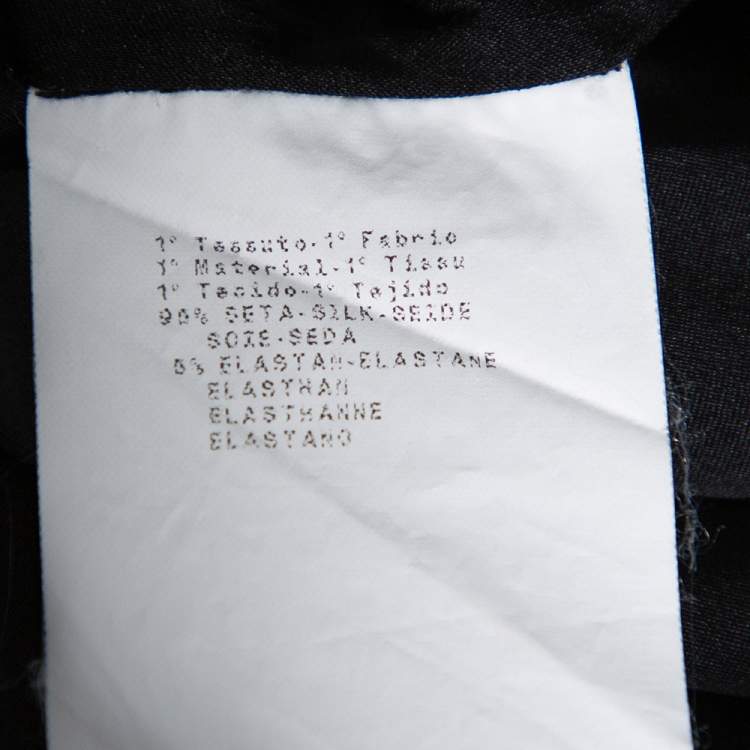 1° Tessuto-1° Fabric
1° Material-1° Tissu
1° Tecido-1° Tejido
95% SETA-SILK-SEIDE
SOIE-SEDA
5% ELASTAN-ELASTANE
ELASTHAN
ELASTHANNE
ELASTANO